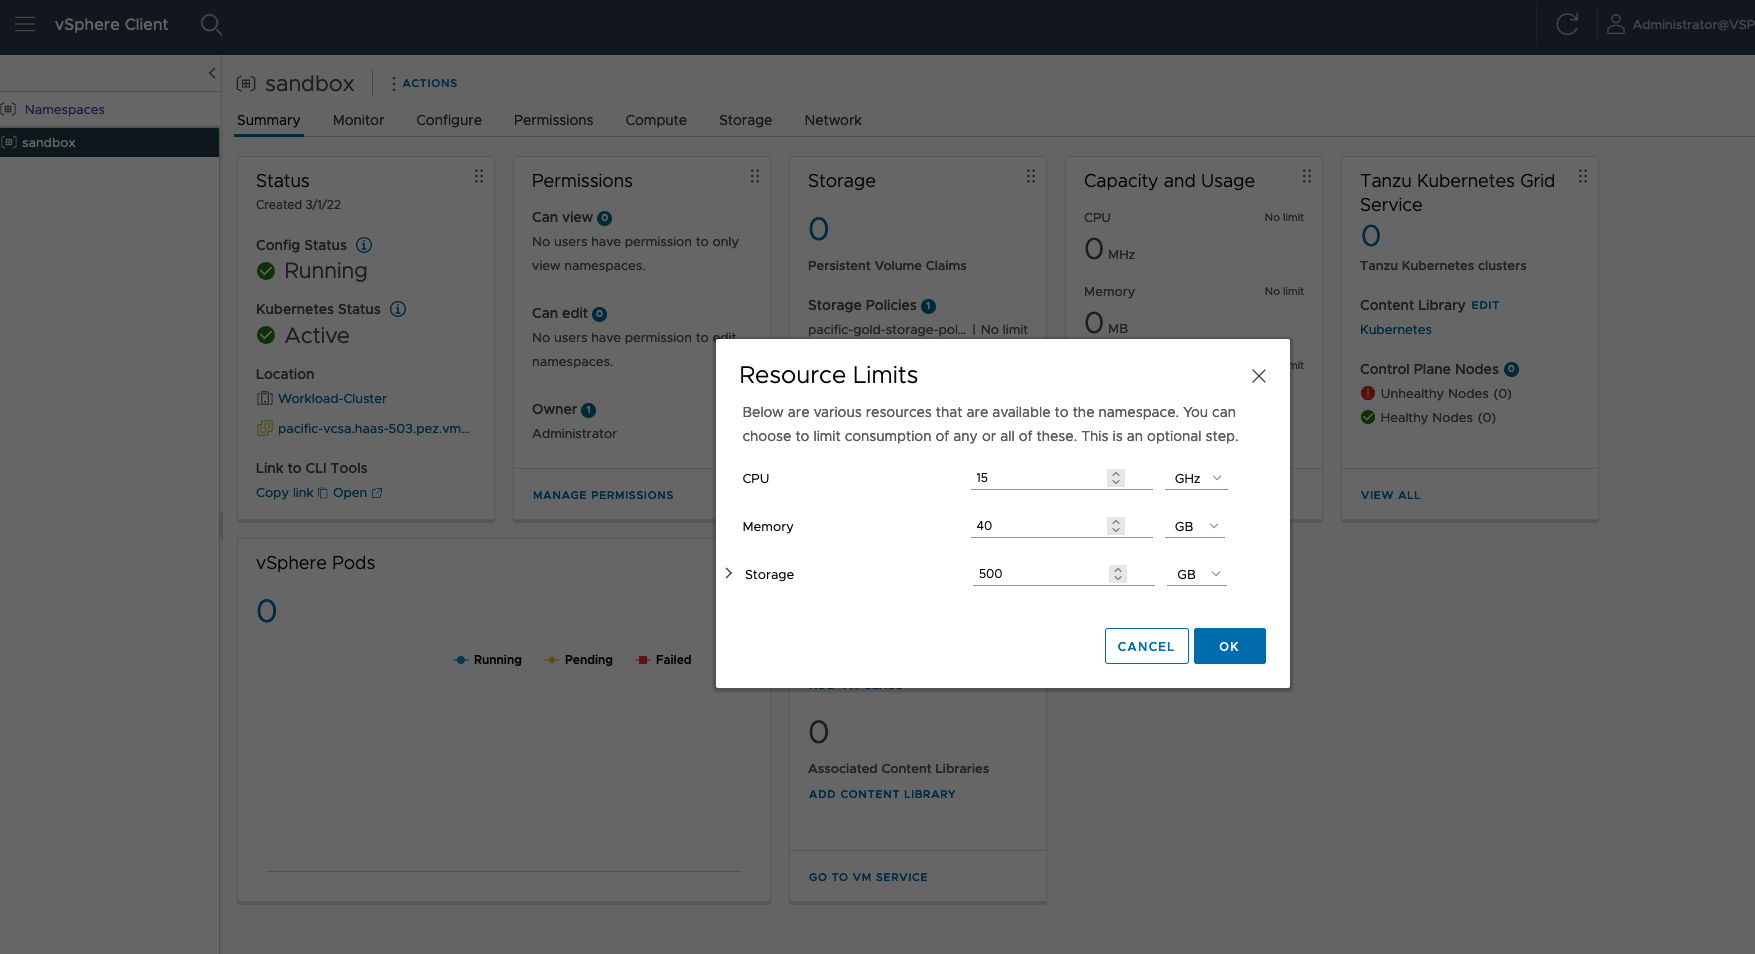 vSphere Client
Administrator@VSP
Namespaces
sandbox
sandbox
ACTIONS
Summary Monitor Configure Permissions Compute Storage Network
Status
Created 3/1/22
Config Status
Running
Kubernetes Status
Active
Location
Workload-Cluster
pacific-vcsa.haas-503.pez.vm...
Link to CLI Tools
Copy link Open
Permissions
Can view 0
No users have permission to only
view namespaces.
Can edit 0
No users have permission to edit
namespaces.
Owner 1
Administrator
MANAGE PERMISSIONS
Storage
0
Persistent Volume Claims
Storage Policies 1
pacific-gold-storage-pol... | No limit
Capacity and Usage
CPU No limit
0 MHz
Memory No limit
0 MB
Tanzu Kubernetes Grid
Service
0
Tanzu Kubernetes clusters
Content Library EDIT
Kubernetes
Control Plane Nodes 0
Unhealthy Nodes (0)
Healthy Nodes (0)
VIEW ALL
Resource Limits
Below are various resources that are available to the namespace. You can
choose to limit consumption of any or all of these. This is an optional step.
CPU 15 GHz
Memory 40 GB
Storage 500 GB
CANCEL OK
vSphere Pods
0
Running Pending Failed
0
Associated Content Libraries
ADD CONTENT LIBRARY
GO TO VM SERVICE